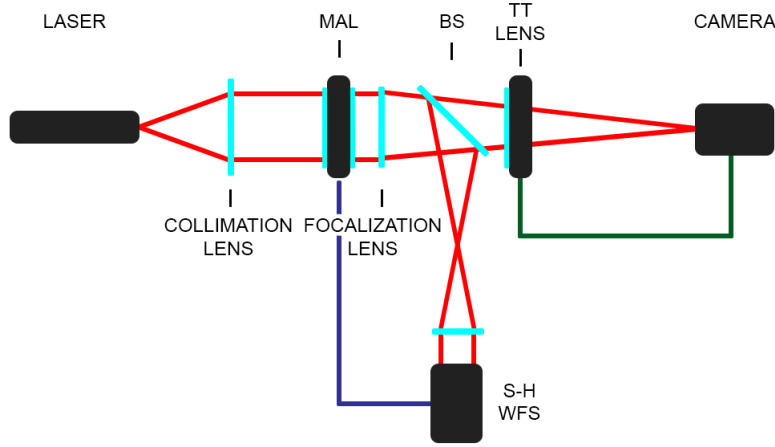 LASER
MAL
BS
TT
LENS
CAMERA
COLLIMATION
LENS
FOCALIZATION
LENS
S-H
WFS